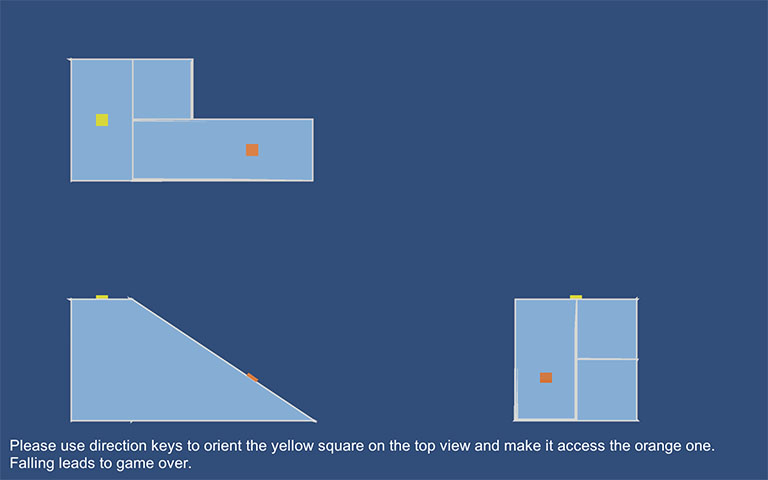 Please use direction keys to orient the yellow square on the top view and make it access the orange one.
Falling leads to game over.